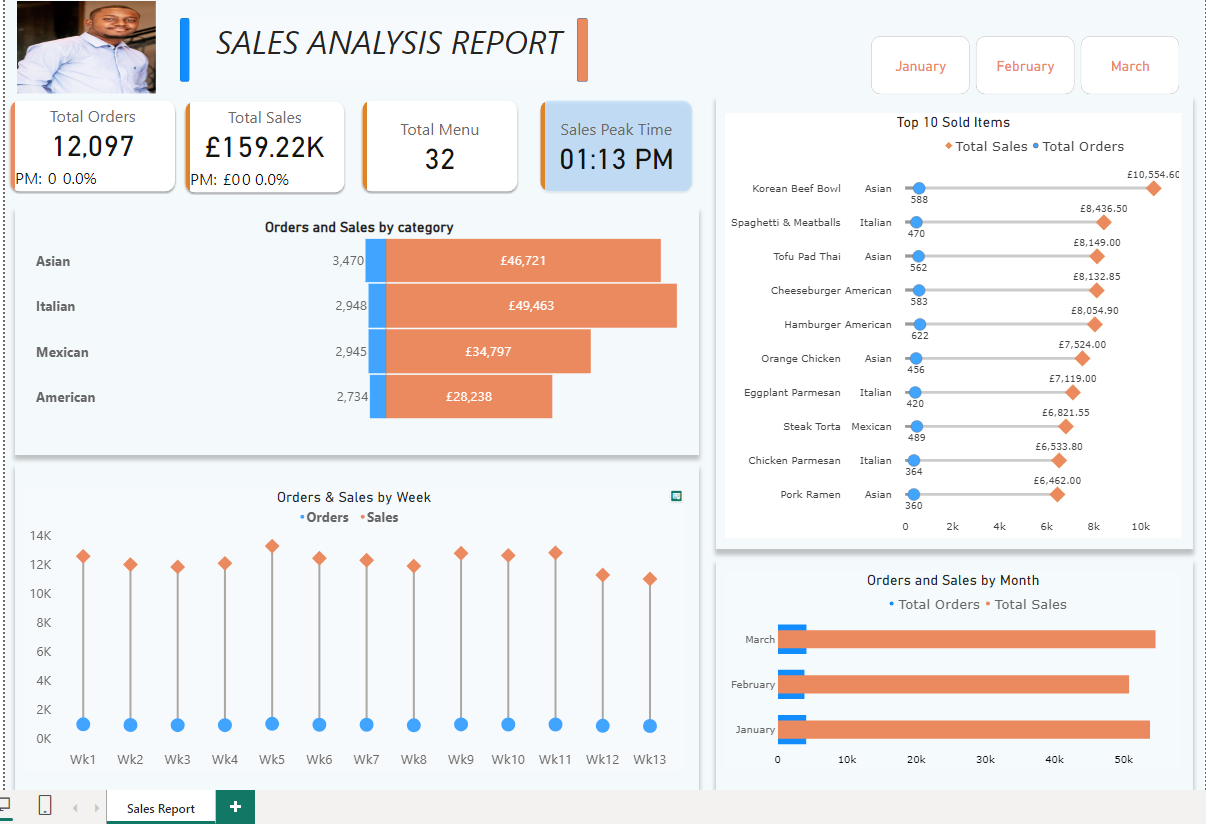 SALES ANALYSIS REPORT
January
February
March
Total Orders
12,097
PM: 0 0.0%
Total Sales
£159.22K
PM: £0 0 0.0%
Total Menu
32
Sales Peak Time
01:13 PM
Orders and Sales by category
Asian 3,470 £46,721
Italian 2,948 £49,463
Mexican 2,945 £34,797
American 2,734 £28,238
Top 10 Sold Items
Total Sales Total Orders
Korean Beef Bowl Asian 588 £10,554.60
Spaghetti & Meatballs Italian 470 £8,436.50
Tofu Pad Thai Asian 562 £8,149.00
Cheeseburger American 583 £8,132.85
Hamburger American 622 £8,054.90
Orange Chicken Asian 456 £7,524.00
Eggplant Parmesan Italian 420 £7,119.00
Steak Torta Mexican 489 £6,821.55
Chicken Parmesan Italian 364 £6,533.80
Pork Ramen Asian 360 £6,462.00
0 2k 4k 6k 8k 10k
Orders & Sales by Week
Orders Sales
14K
12K
10K
8K
6K
4K
2K
0K
Wk1 Wk2 Wk3 Wk4 Wk5 Wk6 Wk7 Wk8 Wk9 Wk10 Wk11 Wk12 Wk13
Orders and Sales by Month
Total Orders Total Sales
March
February
January
0 10k 20k 30k 40k 50k
Sales Report